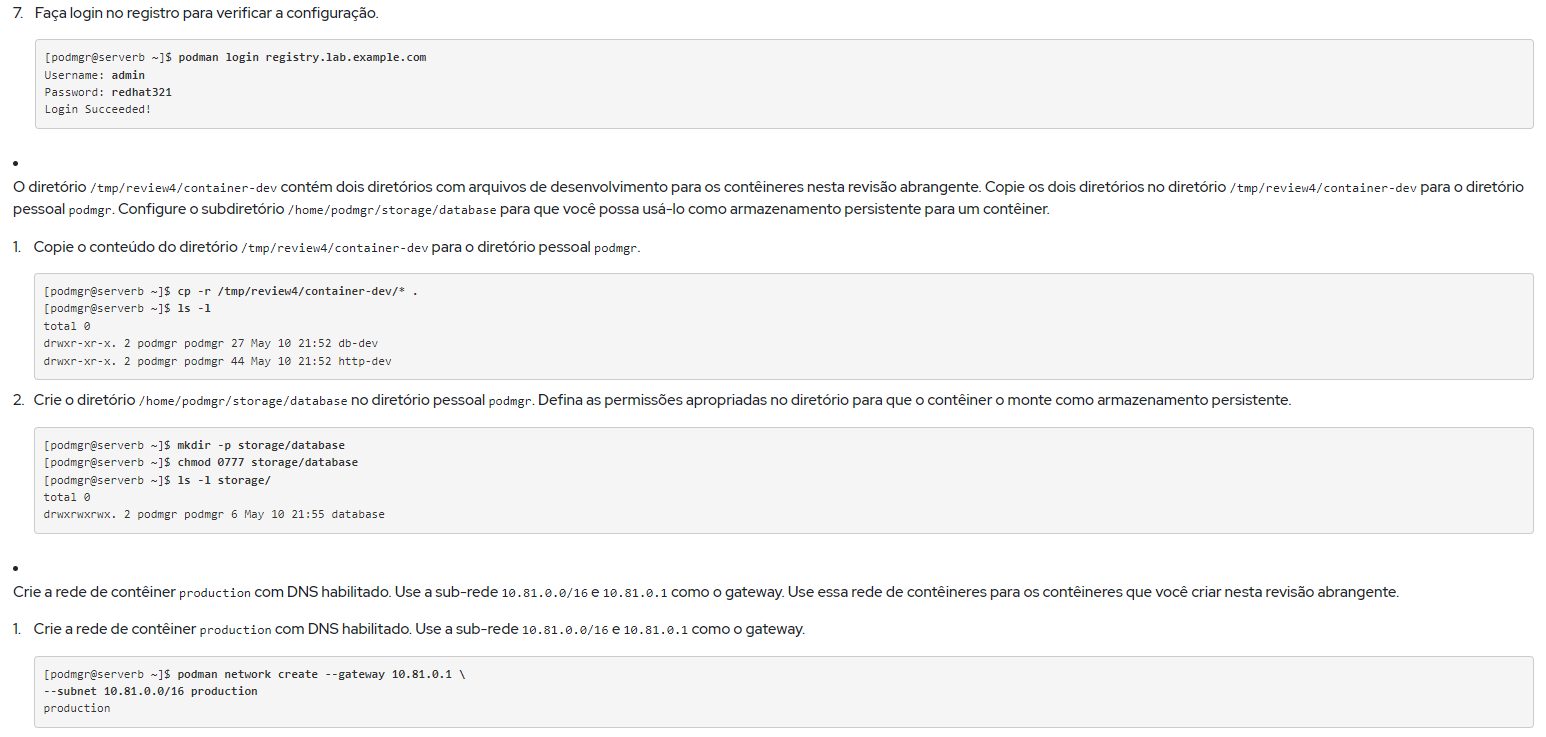 7. Faça login no registro para verificar a configuração.
[podmgr@serverb ~]$ podman login registry.lab.example.com
Username: admin
Password: redhat321
Login Succeeded!
•
O diretório /tmp/review4/container-dev contém dois diretórios com arquivos de desenvolvimento para os contêineres nesta revisão abrangente. Copie os dois diretórios no diretório /tmp/review4/container-dev para o diretório
pessoal podmgr. Configure o subdiretório /home/podmgr/storage/database para que você possa usá-lo como armazenamento persistente para um contêiner.
1. Copie o conteúdo do diretório /tmp/review4/container-dev para o diretório pessoal podmgr.
[podmgr@serverb ~]$ cp -r /tmp/review4/container-dev/* .
[podmgr@serverb ~]$ ls -l
total 0
drwxr-xr-x. 2 podmgr podmgr 27 May 10 21:52 db-dev
drwxr-xr-x. 2 podmgr podmgr 44 May 10 21:52 http-dev
2. Crie o diretório /home/podmgr/storage/database no diretório pessoal podmgr. Defina as permissões apropriadas no diretório para que o contêiner o monte como armazenamento persistente.
[podmgr@serverb ~]$ mkdir -p storage/database
[podmgr@serverb ~]$ chmod 0777 storage/database
[podmgr@serverb ~]$ ls -l storage/
total 0
drwxrwxrwx. 2 podmgr podmgr 6 May 10 21:55 database
•
Crie a rede de contêiner production com DNS habilitado. Use a sub-rede 10.81.0.0/16 e 10.81.0.1 como o gateway. Use essa rede de contêineres para os contêineres que você criar nesta revisão abrangente.
1. Crie a rede de contêiner production com DNS habilitado. Use a sub-rede 10.81.0.0/16 e 10.81.0.1 como o gateway.
[podmgr@serverb ~]$ podman network create --gateway 10.81.0.1 \
--subnet 10.81.0.0/16 production
production